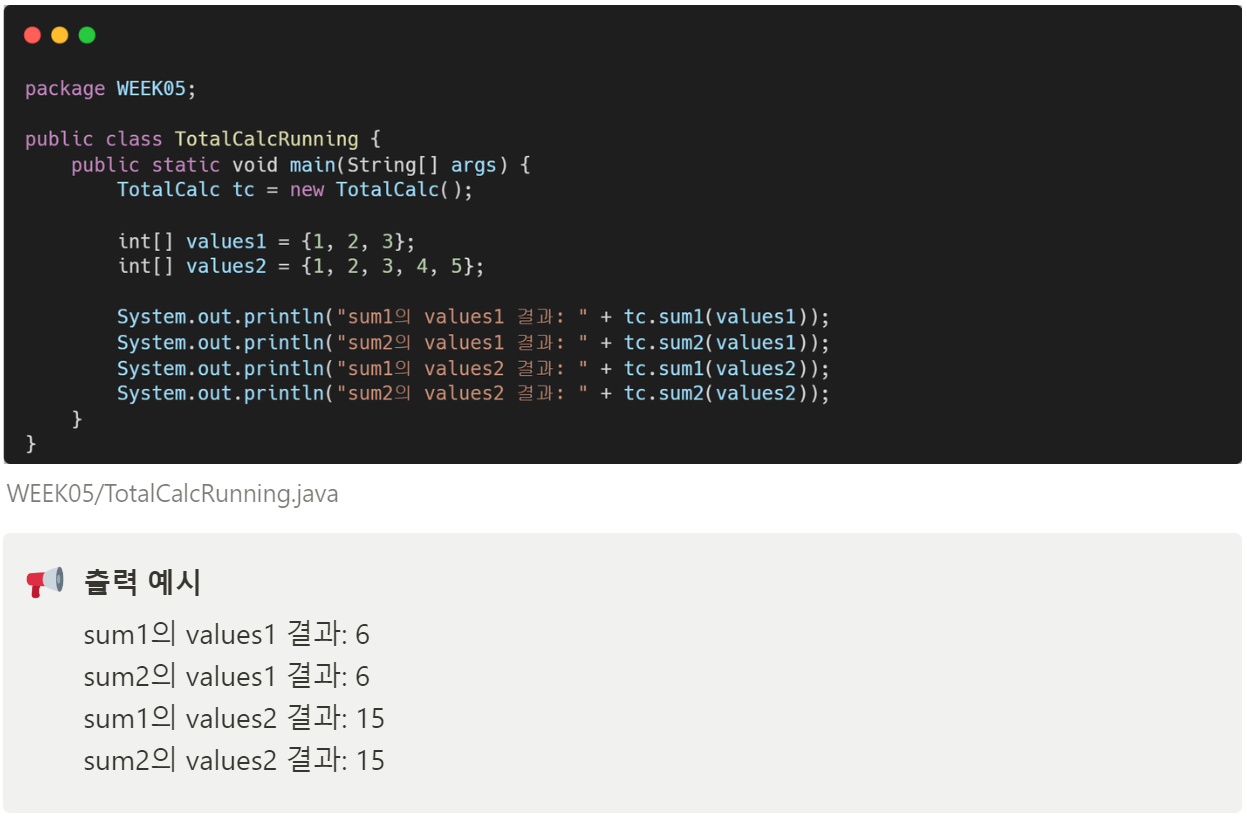 package WEEK05;
public class TotalCalcRunning {
public static void main(String[] args) {
TotalCalc tc = new TotalCalc();
int[] values1 = {1, 2, 3};
int[] values2 = {1, 2, 3, 4, 5};
System.out.println("sum1의 values1 결과: " + tc.sum1(values1));
System.out.println("sum2의 values1 결과: " + tc.sum2(values1));
System.out.println("sum1의 values2 결과: " + tc.sum1(values2));
System.out.println("sum2의 values2 결과: " + tc.sum2(values2));
}
}
WEEK05/TotalCalcRunning.java
출력 예시
sum1의 values1 결과: 6
sum2의 values1 결과: 6
sum1의 values2 결과: 15
sum2의 values2 결과: 15